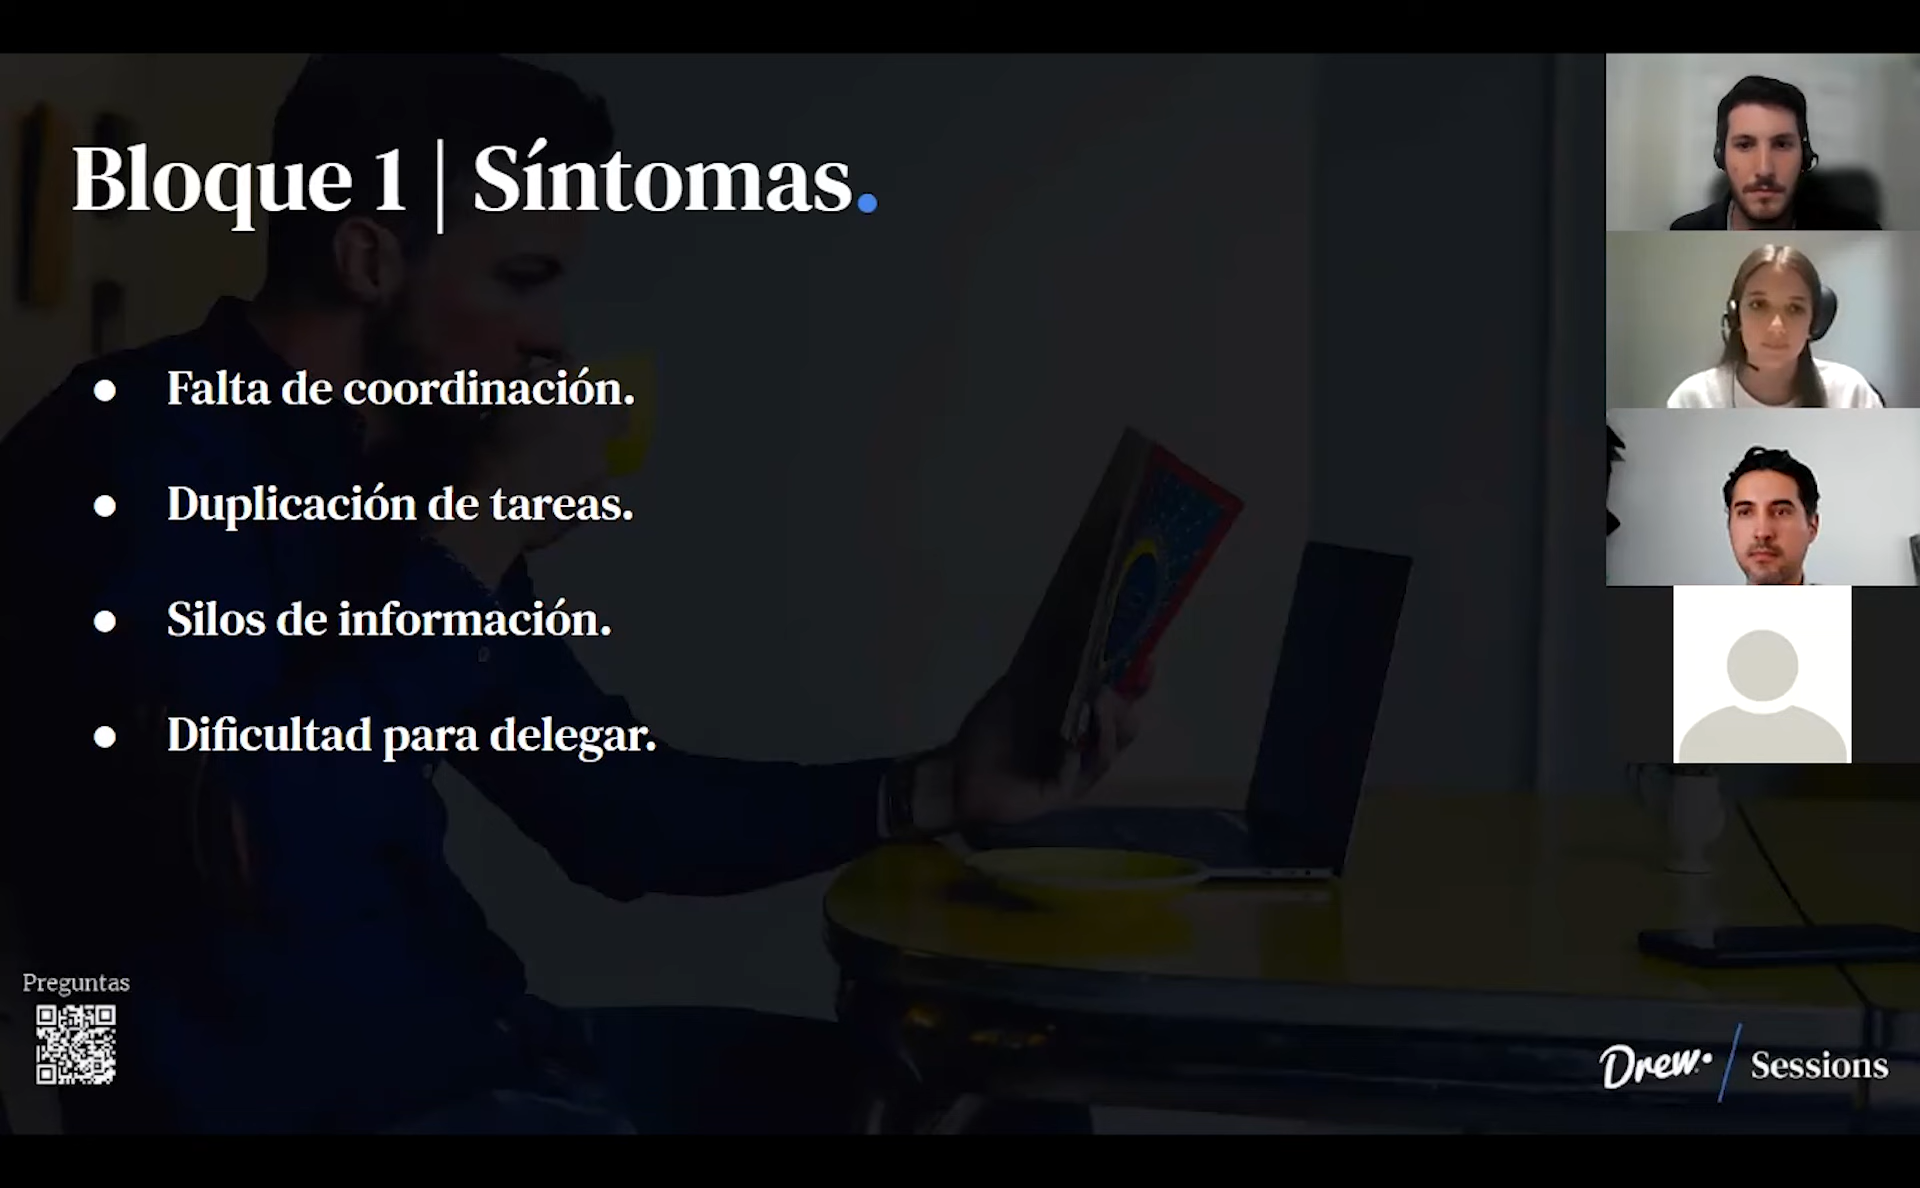 Bloque 1 | Síntomas.
● Falta de coordinación.
● Duplicación de tareas.
● Silos de información.
● Dificultad para delegar.
Preguntas
Drew. / Sessions